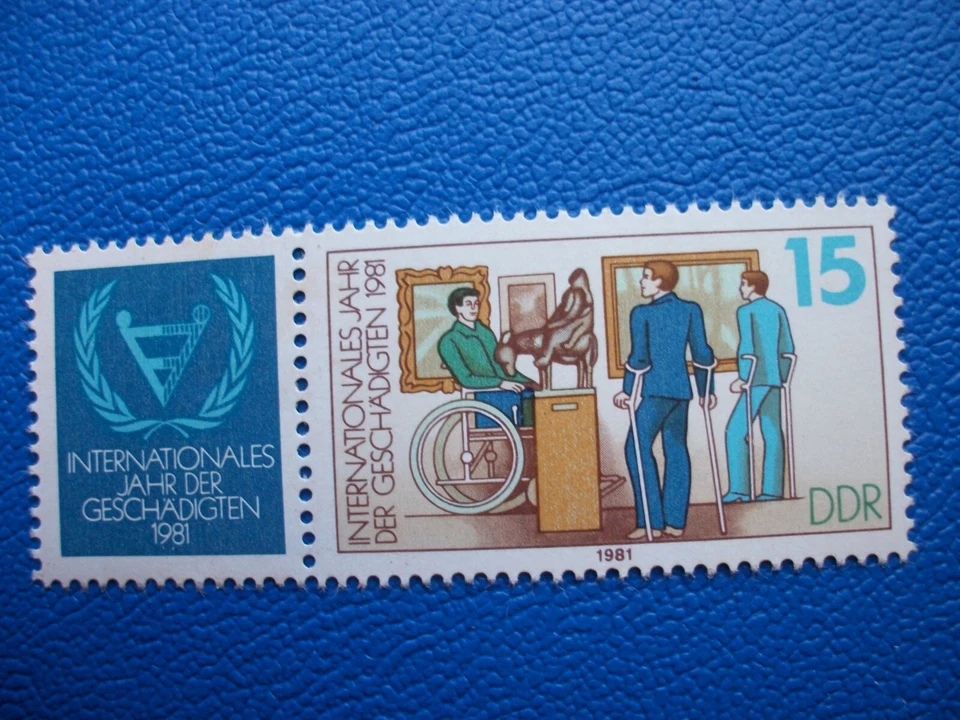 INTERNATIONALES
JAHR DER
GESCHÄDIGTEN
1981
INTERNATIONALES JAHR
DER GESCHÄDIGTEN 1981
15
DDR
1981